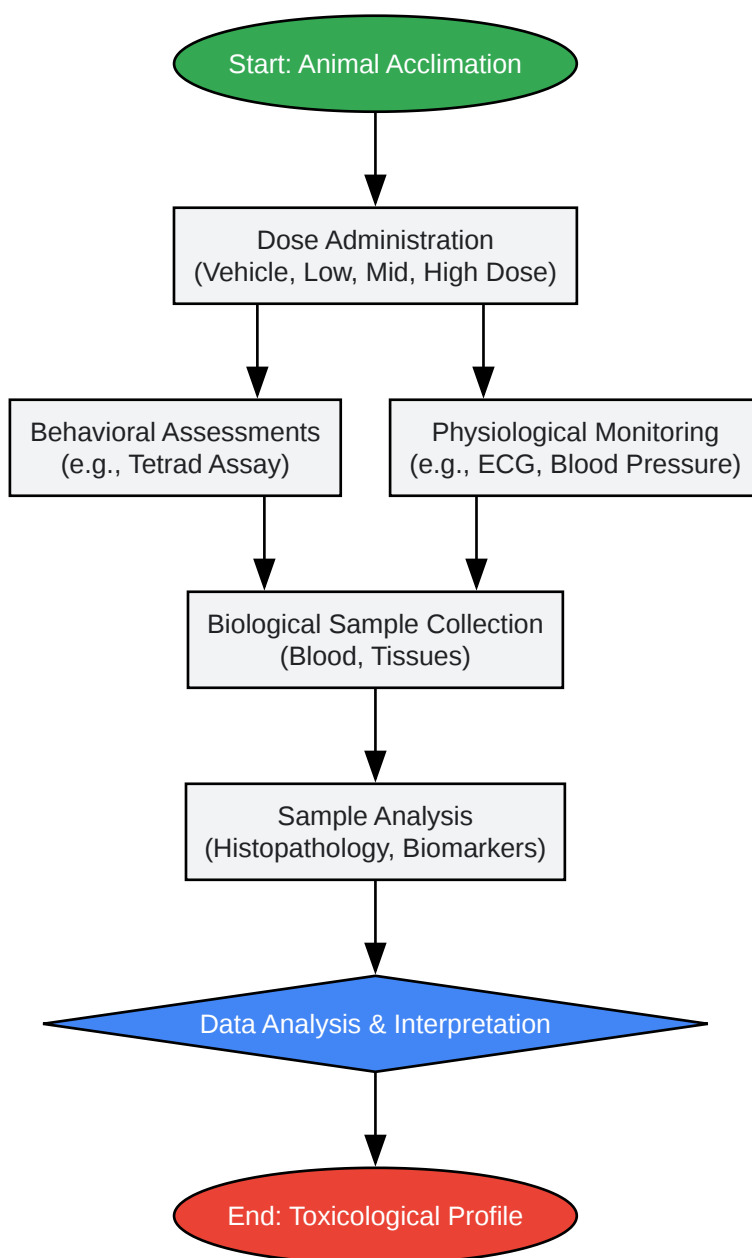 Start: Animal Acclimation
Dose Administration
(Vehicle, Low, Mid, High Dose)
Behavioral Assessments
(e.g., Tetrad Assay)
Physiological Monitoring
(e.g., ECG, Blood Pressure)
Biological Sample Collection
(Blood, Tissues)
Sample Analysis
(Histopathology, Biomarkers)
Data Analysis & Interpretation
End: Toxicological Profile